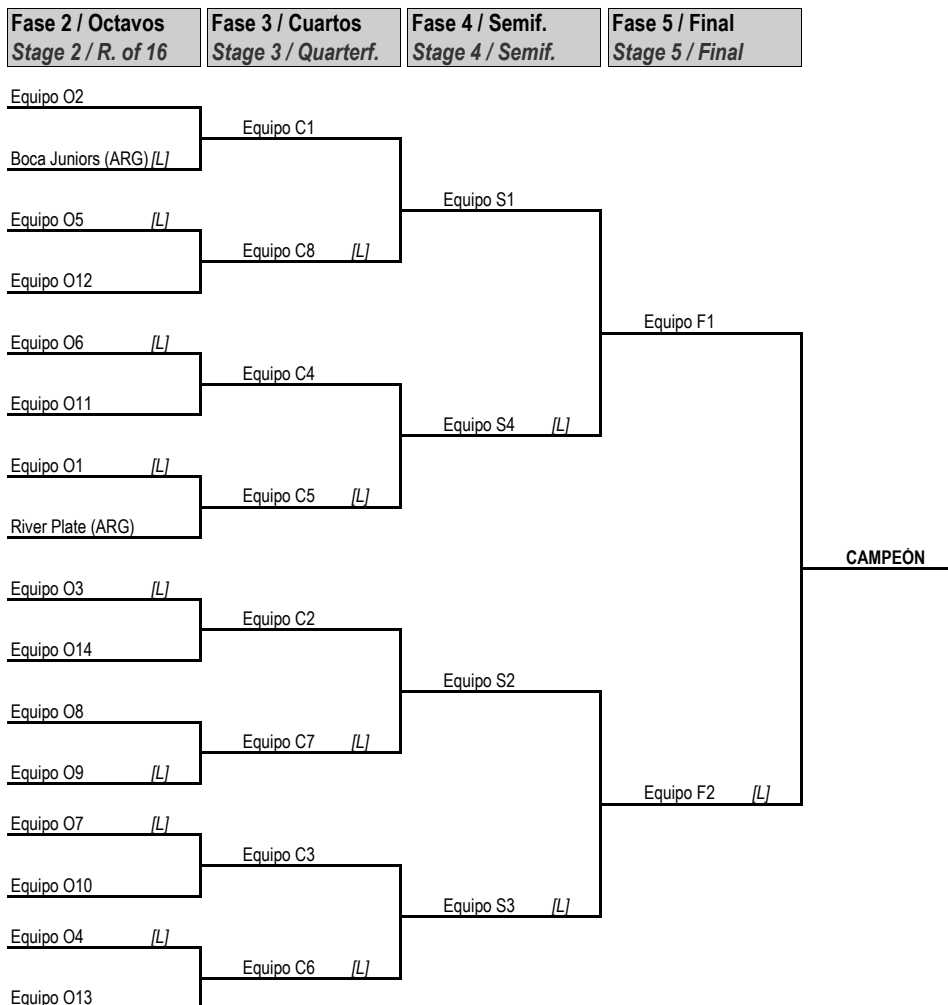 Fase 2 / Octavos
Stage 2 / R. of 16
Fase 3 / Cuartos
Stage 3 / Quarterf.
Fase 4 / Semif.
Stage 4 / Semif.
Fase 5 / Final
Stage 5 / Final
Equipo O2
Equipo C1
Boca Juniors (ARG) [L]
Equipo S1
Equipo O5 [L]
Equipo C8 [L]
Equipo O12
Equipo F1
Equipo O6 [L]
Equipo C4
Equipo O11
Equipo S4 [L]
Equipo O1 [L]
Equipo C5 [L]
River Plate (ARG)
CAMPEÓN
Equipo O3 [L]
Equipo C2
Equipo O14
Equipo S2
Equipo O8
Equipo C7 [L]
Equipo O9 [L]
Equipo F2 [L]
Equipo O7 [L]
Equipo C3
Equipo O10
Equipo S3 [L]
Equipo O4 [L]
Equipo C6 [L]
Equipo O13